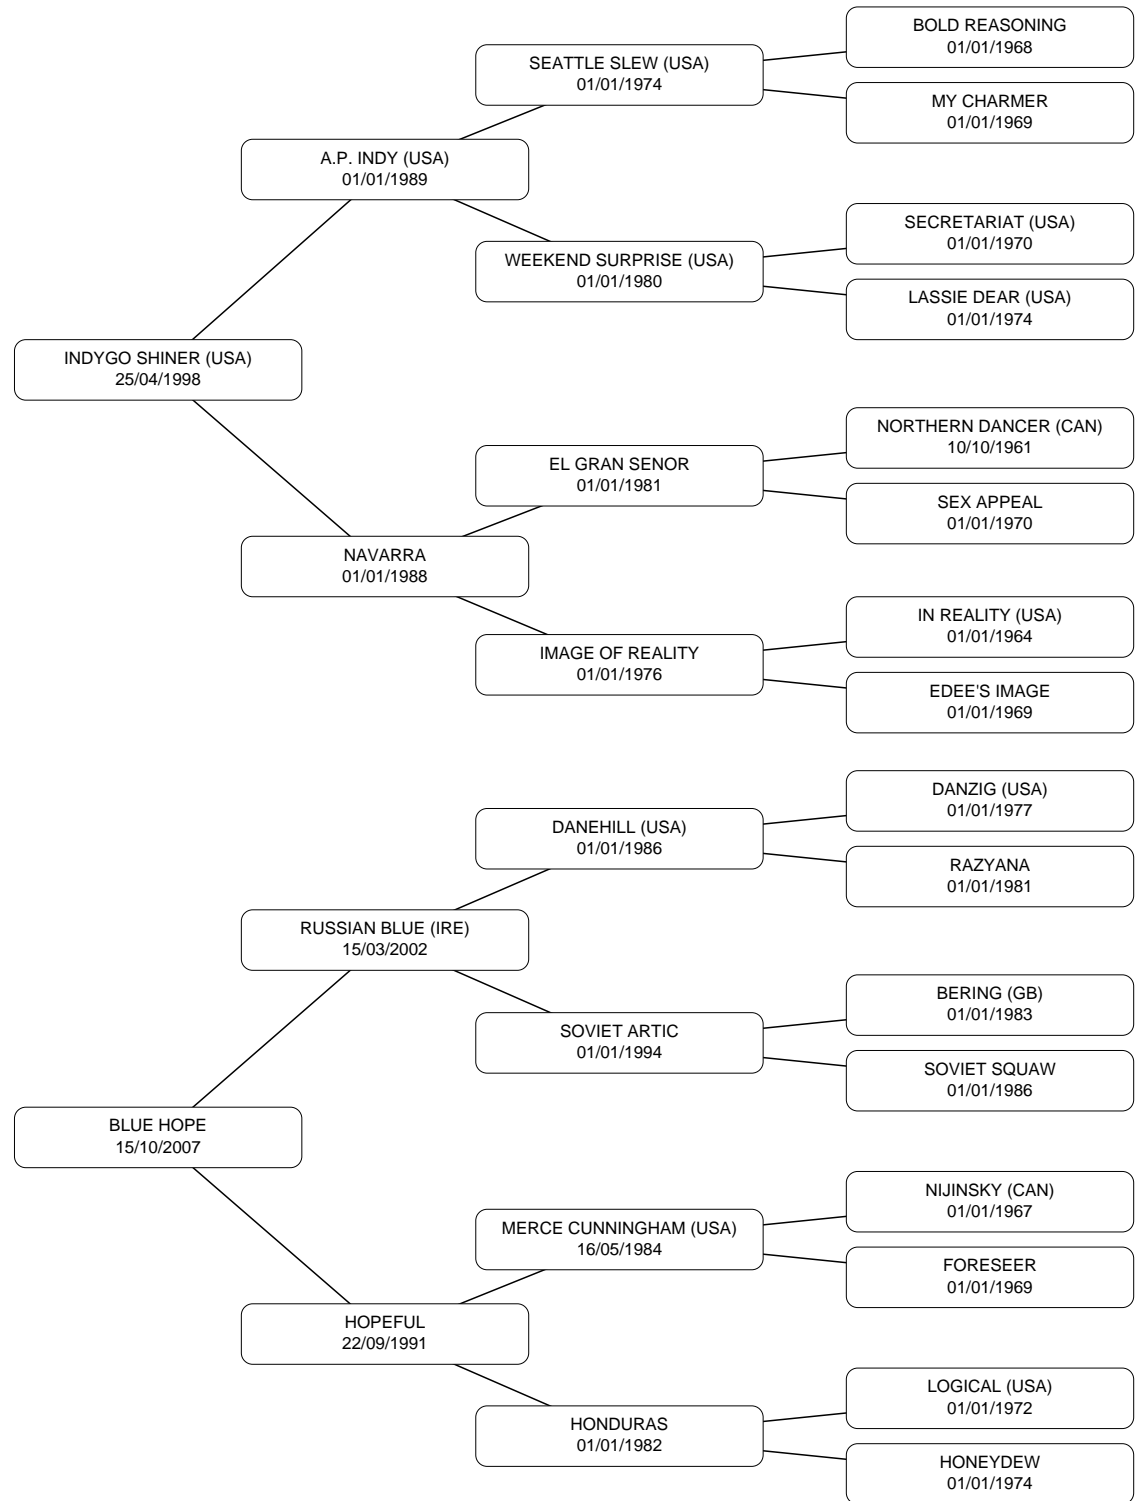 BOLD REASONING
01/01/1968
SEATTLE SLEW (USA)
01/01/1974
MY CHARMER
01/01/1969
A.P. INDY (USA)
01/01/1989
SECRETARIAT (USA)
01/01/1970
WEEKEND SURPRISE (USA)
01/01/1980
LASSIE DEAR (USA)
01/01/1974
INDYGO SHINER (USA)
25/04/1998
NORTHERN DANCER (CAN)
10/10/1961
EL GRAN SENOR
01/01/1981
SEX APPEAL
01/01/1970
NAVARRA
01/01/1988
IN REALITY (USA)
01/01/1964
IMAGE OF REALITY
01/01/1976
EDEE'S IMAGE
01/01/1969
DANZIG (USA)
01/01/1977
DANEHILL (USA)
01/01/1986
RAZYANA
01/01/1981
RUSSIAN BLUE (IRE)
15/03/2002
BERING (GB)
01/01/1983
SOVIET ARTIC
01/01/1994
SOVIET SQUAW
01/01/1986
BLUE HOPE
15/10/2007
NIJINSKY (CAN)
01/01/1967
MERCE CUNNINGHAM (USA)
16/05/1984
FORESEER
01/01/1969
HOPEFUL
22/09/1991
LOGICAL (USA)
01/01/1972
HONDURAS
01/01/1982
HONEYDEW
01/01/1974